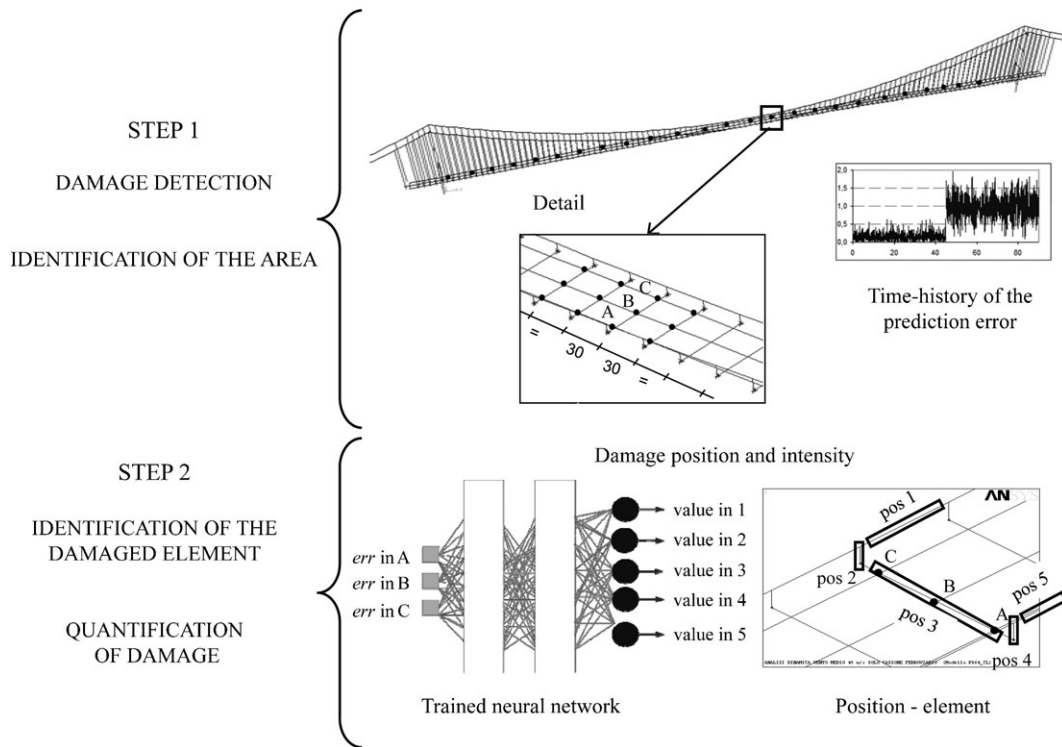 STEP 1
DAMAGE DETECTION
IDENTIFICATION OF THE AREA
Detail
C
B
A
=
30
30
=
2,0
1,5
1,0
0,5
0,0
0 20 40 60 80
Time-history of the
prediction error
STEP 2
IDENTIFICATION OF THE
DAMAGED ELEMENT
QUANTIFICATION
OF DAMAGE
Damage position and intensity
err in A
err in B
err in C
value in 1
value in 2
value in 3
value in 4
value in 5
Trained neural network
ANSYS
pos 1
C
pos 2
B
pos 3
A
pos 5
pos 4
Position - element